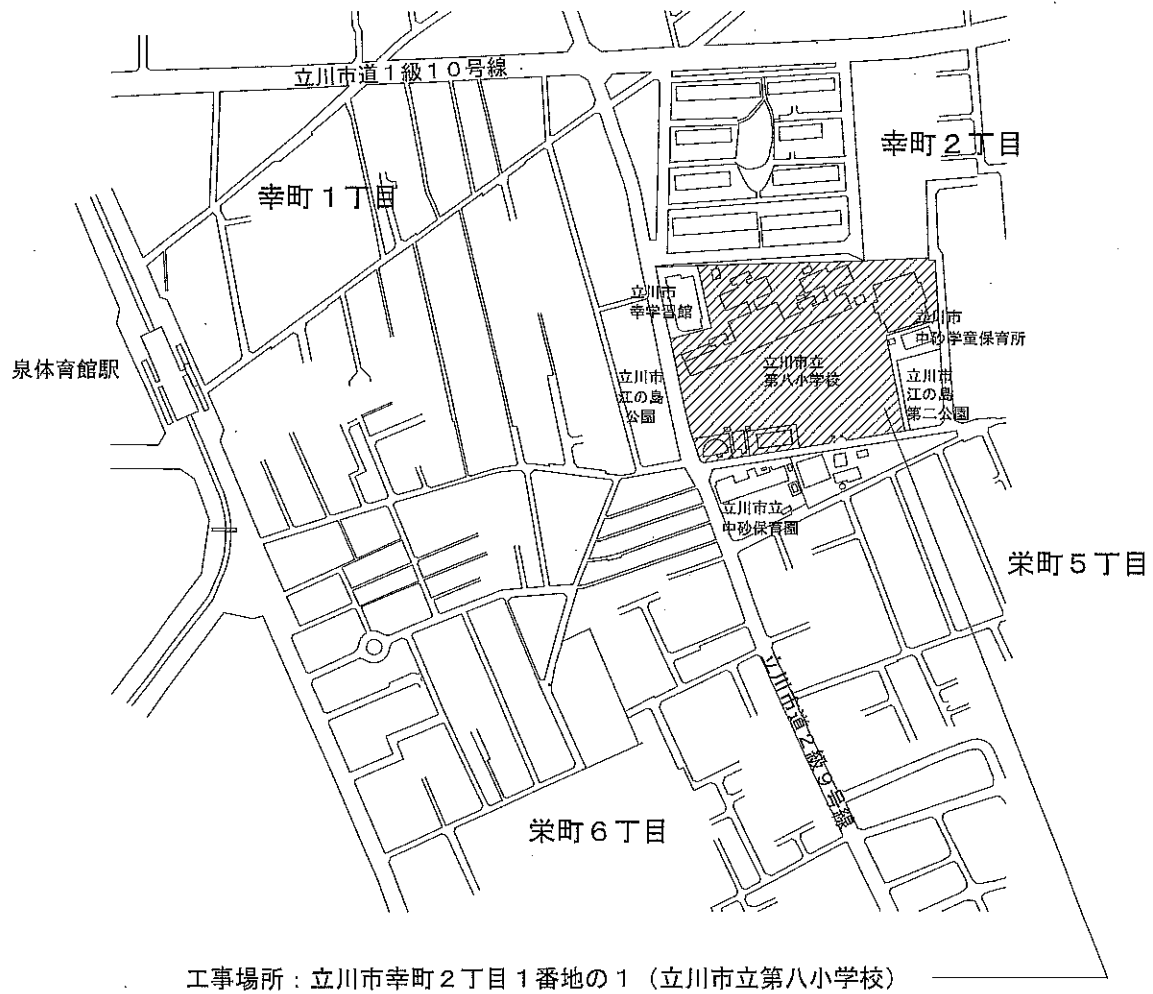 立川市道1級10号線
幸町2丁目
幸町1丁目
立川市
幸学習館
立川市
中砂学童保育所
泉体育館駅
立川市立
第八小学校
立川市
江の島
公園
立川市
江の島
第二公園
立川市立
中砂保育園
栄町5丁目
立川市道2級9号線
栄町6丁目
工事場所:立川市幸町2丁目1番地の1(立川市立第八小学校)